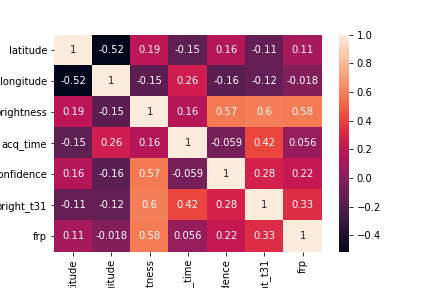 latitude 1 -0.52 0.19 -0.15 0.16 -0.11 0.11
longitude -0.52 1 -0.15 0.26 -0.16 -0.12 -0.018
rightness 0.19 -0.15 1 0.16 0.57 0.6 0.58
acq_time -0.15 0.26 0.16 1 -0.059 0.42 0.056
onfidence 0.16 -0.16 0.57 -0.059 1 0.28 0.22
bright_t31 -0.11 -0.12 0.6 0.42 0.28 1 0.33
frp 0.11 -0.018 0.58 0.056 0.22 0.33 1
itude gitude tness _time dence t_t31 frp
1.0
0.8
0.6
0.4
0.2
0.0
-0.2
-0.4